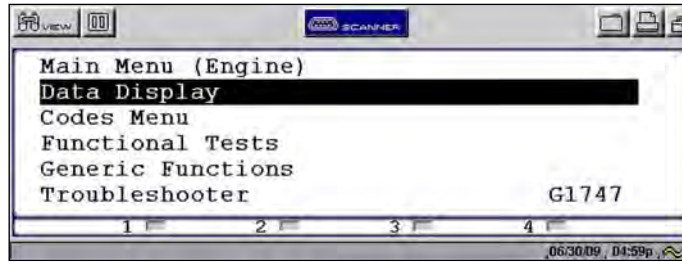 VIEW SCANNER
Main Menu (Engine)
Data Display
Codes Menu
Functional Tests
Generic Functions
Troubleshooter G1747
1 2 3 4
06/30/09 , 04:59p